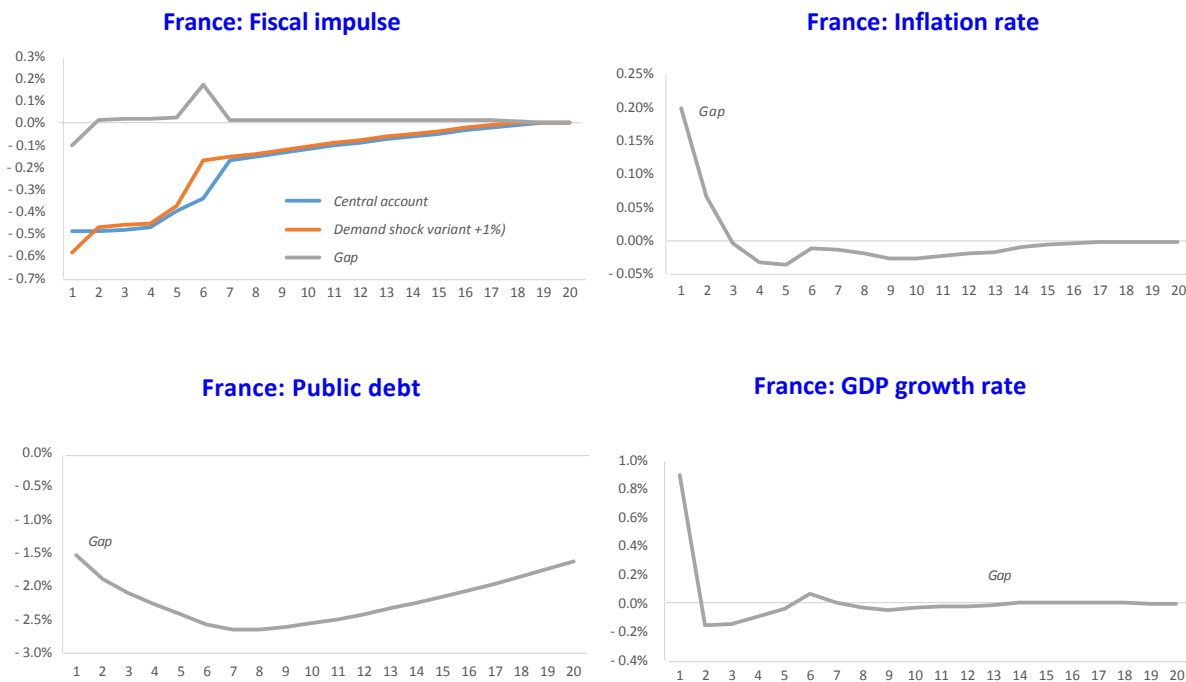 France: Fiscal impulse
0.3%
0.2%
0.1%
0.0%
- 0.1%
- 0.2%
- 0.3%
- 0.4%
- 0.5%
- 0.6%
- 0.7%
Central account
Demand shock variant +1%)
Gap
1 2 3 4 5 6 7 8 9 10 11 12 13 14 15 16 17 18 19 20
France: Inflation rate
0.25%
0.20%
0.15%
0.10%
0.05%
0.00%
- 0.05%
Gap
1 2 3 4 5 6 7 8 9 10 11 12 13 14 15 16 17 18 19 20
France: Public debt
0.0%
- 0.5%
- 1.0%
- 1.5%
- 2.0%
- 2.5%
- 3.0%
Gap
1 2 3 4 5 6 7 8 9 10 11 12 13 14 15 16 17 18 19 20
France: GDP growth rate
1.0%
0.8%
0.6%
0.4%
0.2%
0.0%
- 0.2%
- 0.4%
Gap
1 2 3 4 5 6 7 8 9 10 11 12 13 14 15 16 17 18 19 20